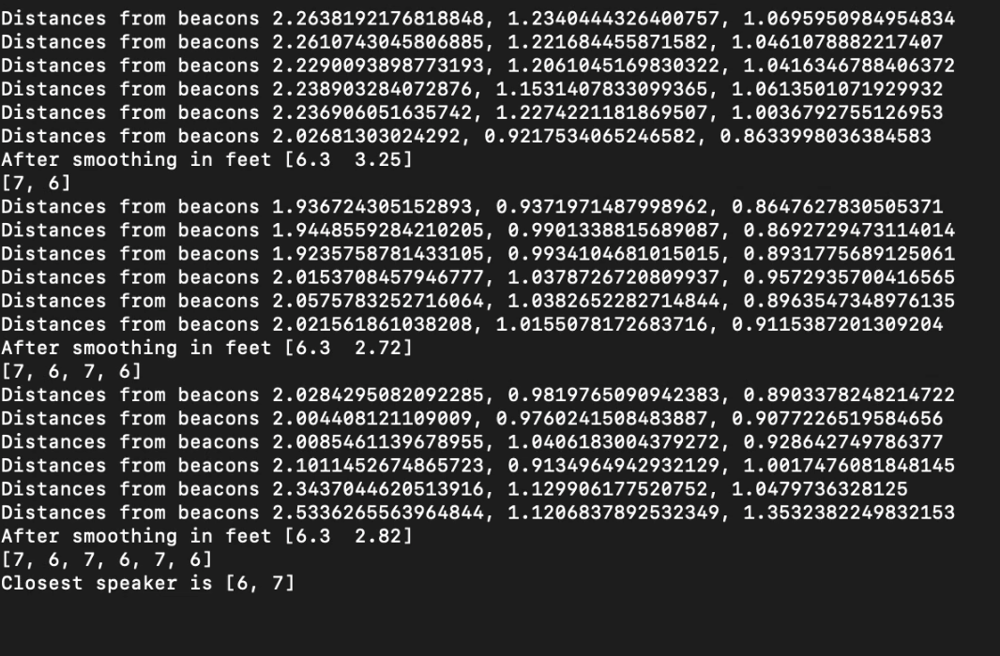 Distances from beacons 2.2638192176818848, 1.2340444326400757, 1.0695950984954834
Distances from beacons 2.2610743045806885, 1.221684455871582, 1.0461078882217407
Distances from beacons 2.2290093898773193, 1.2061045169830322, 1.0416346788406372
Distances from beacons 2.238903284072876, 1.1531407833099365, 1.0613501071929932
Distances from beacons 2.236906051635742, 1.2274221181869507, 1.0036792755126953
Distances from beacons 2.02681303024292, 0.9217534065246582, 0.8633998036384583
After smoothing in feet [6.3  3.25]
[7, 6]
Distances from beacons 1.936724305152893, 0.9371971487998962, 0.8647627830505371
Distances from beacons 1.9448559284210205, 0.9901338815689087, 0.8692729473114014
Distances from beacons 1.9235758781433105, 0.9934104681015015, 0.8931775689125061
Distances from beacons 2.0153708457946777, 1.0378726720809937, 0.9572935700416565
Distances from beacons 2.0575783252716064, 1.0382652282714844, 0.8963547348976135
Distances from beacons 2.021561861038208, 1.0155078172683716, 0.9115387201309204
After smoothing in feet [6.3  2.72]
[7, 6, 7, 6]
Distances from beacons 2.0284295082092285, 0.9819765090942383, 0.8903378248214722
Distances from beacons 2.004408121109009, 0.9760241508483887, 0.9077226519584656
Distances from beacons 2.0085461139678955, 1.0406183004379272, 0.928642749786377
Distances from beacons 2.1011452674865723, 0.9134964942932129, 1.0017476081848145
Distances from beacons 2.3437044620513916, 1.129906177520752, 1.0479736328125
Distances from beacons 2.5336265563964844, 1.1206837892532349, 1.3532382249832153
After smoothing in feet [6.3  2.82]
[7, 6, 7, 6, 7, 6]
Closest speaker is [6, 7]